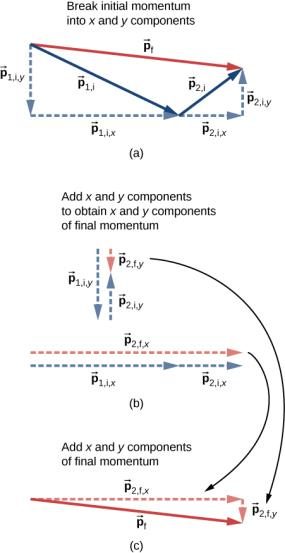 Break initial momentum
into x and y components
p⃗f
p⃗1,i,y
p⃗1,i
p⃗2,i
p⃗2,i,y
p⃗1,i,x
p⃗2,i,x
(a)
Add x and y components
to obtain x and y components
of final momentum
p⃗2,f,y
p⃗1,i,y
p⃗2,i,y
p⃗2,f,x
p⃗1,i,x
p⃗2,i,x
(b)
Add x and y components
of final momentum
p⃗2,f,x
p⃗2,f,y
p⃗f
(c)